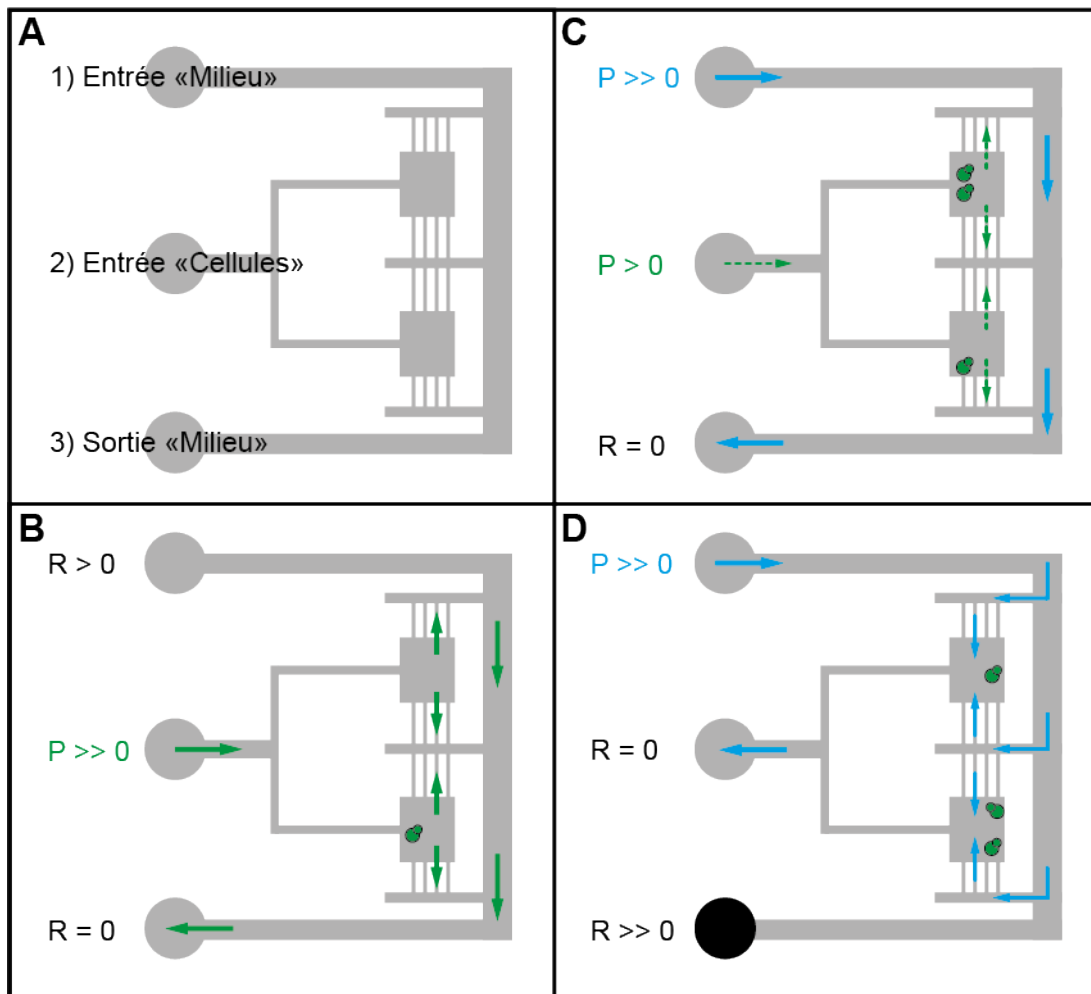 A
1) Entrée «Milieu»
2) Entrée «Cellules»
3) Sortie «Milieu»
C
P >> 0
P > 0
R = 0
B
R > 0
P >> 0
R = 0
D
P >> 0
R = 0
R >> 0